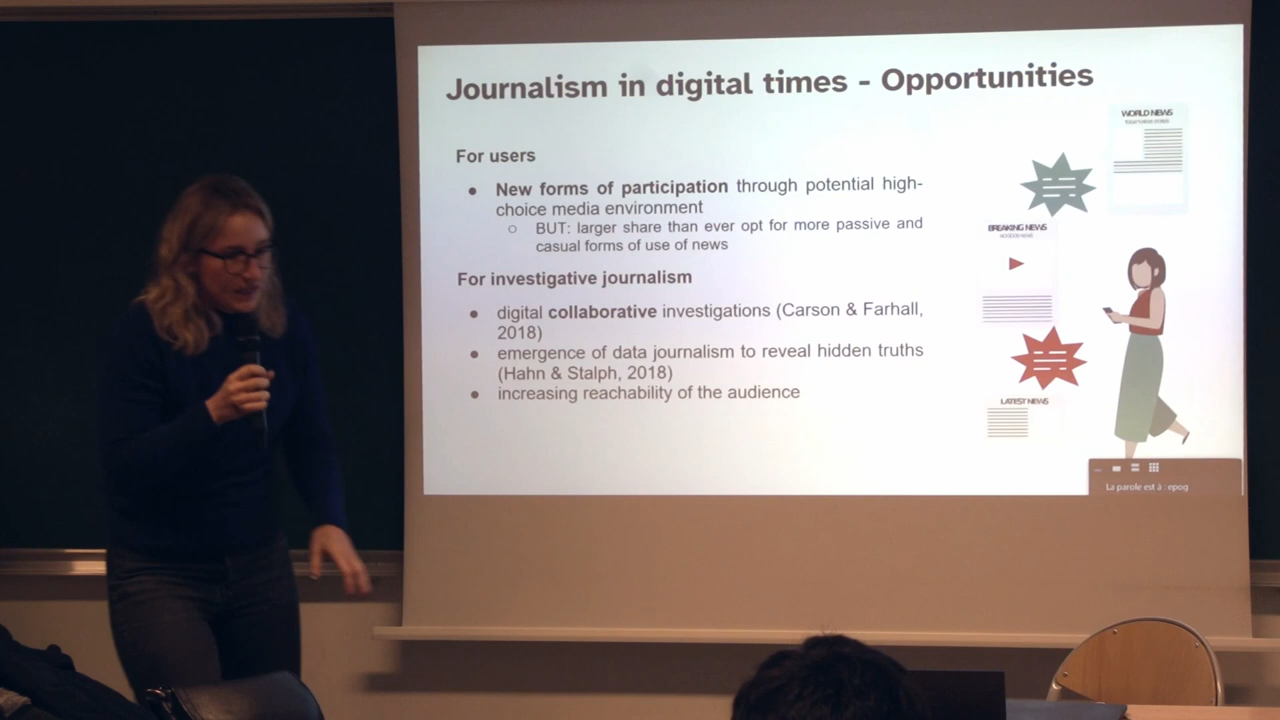 Journalism in digital times - Opportunities
For users
● New forms of participation through potential high-
choice media environment
○ BUT: larger share than ever opt for more passive and
casual forms of use of news
For investigative journalism
● digital collaborative investigations (Carson & Farhall,
2018)
● emergence of data journalism to reveal hidden truths
(Hahn & Stalph, 2018)
● increasing reachability of the audience
WORLD NEWS
BREAKING NEWS
LATEST NEWS
La parole est à : epog